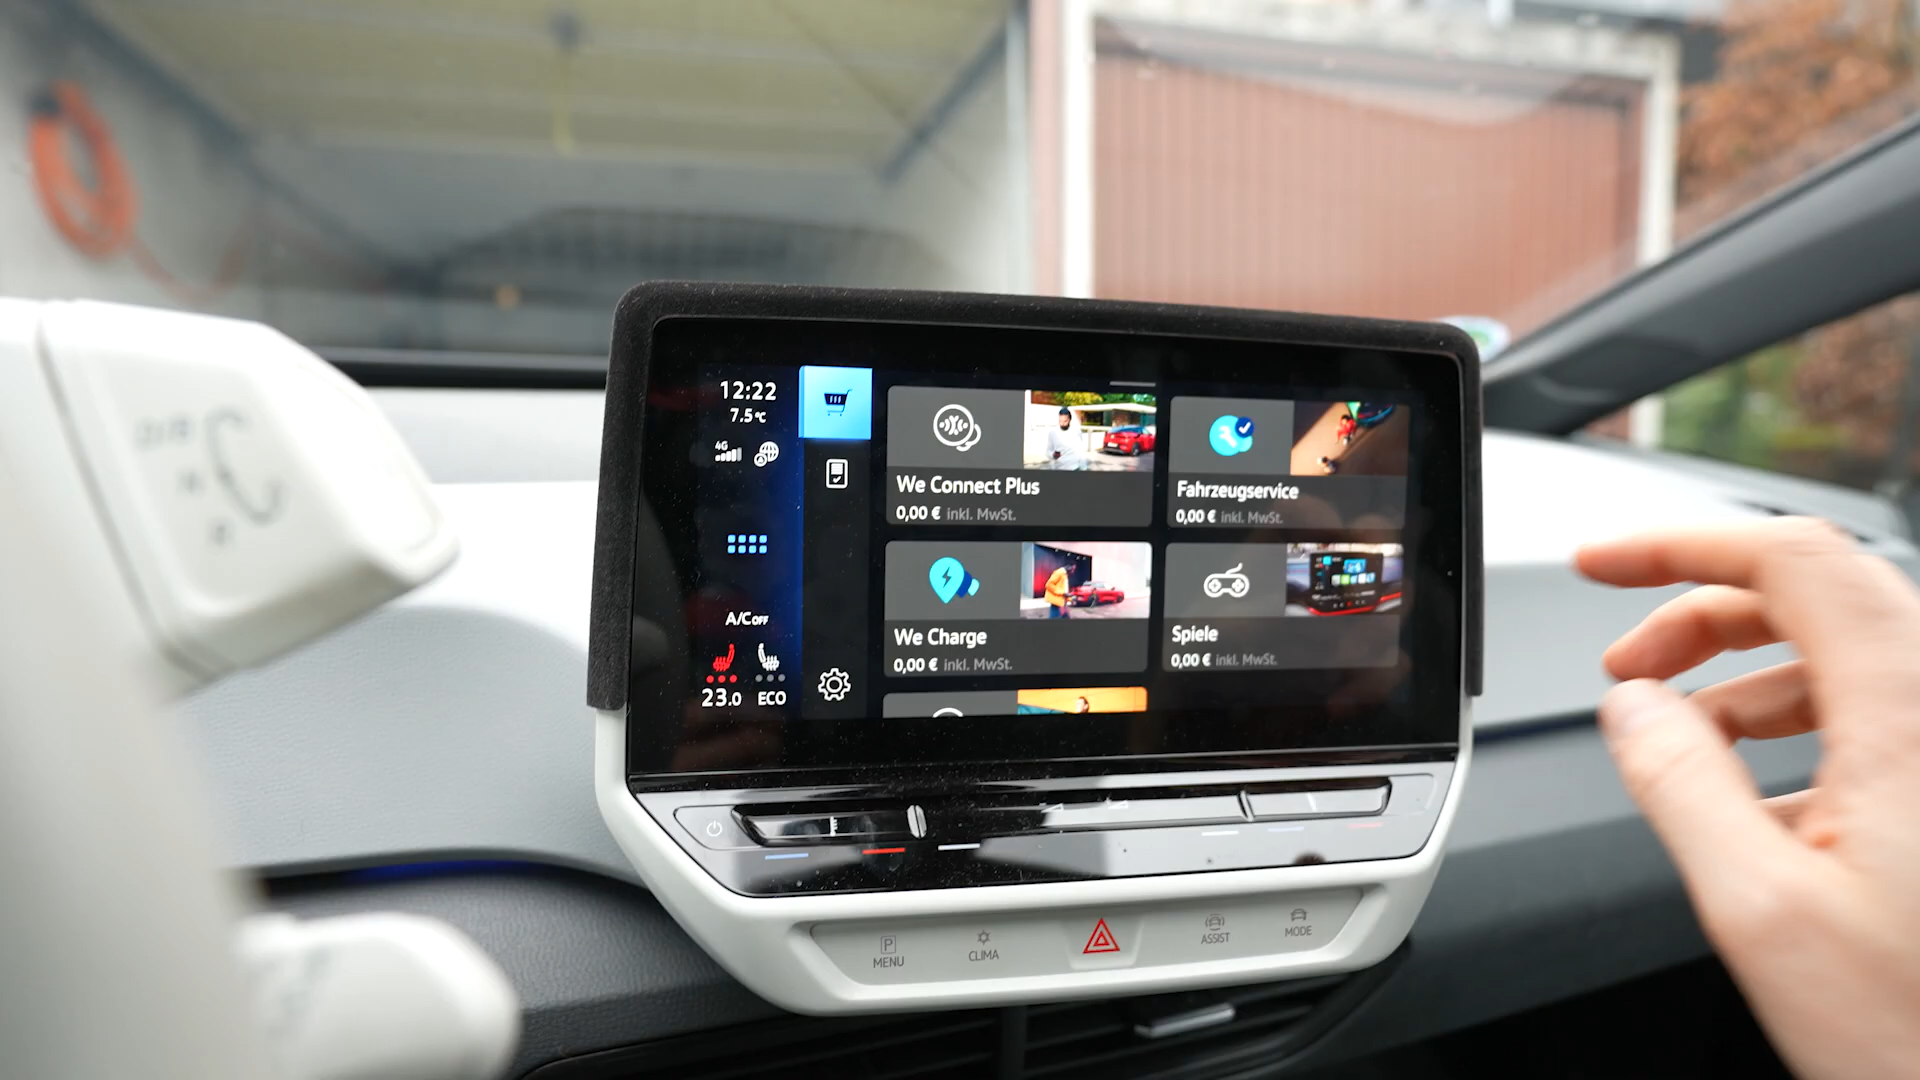 12:22
7.5°C
4G
A/C OFF
23.0 ECO
We Connect Plus
0,00 € inkl. MwSt.
Fahrzeugservice
0,00 € inkl. MwSt.
We Charge
0,00 € inkl. MwSt.
Spiele
0,00 € inkl. MwSt.
P
MENU
CLIMA
ASSIST
MODE